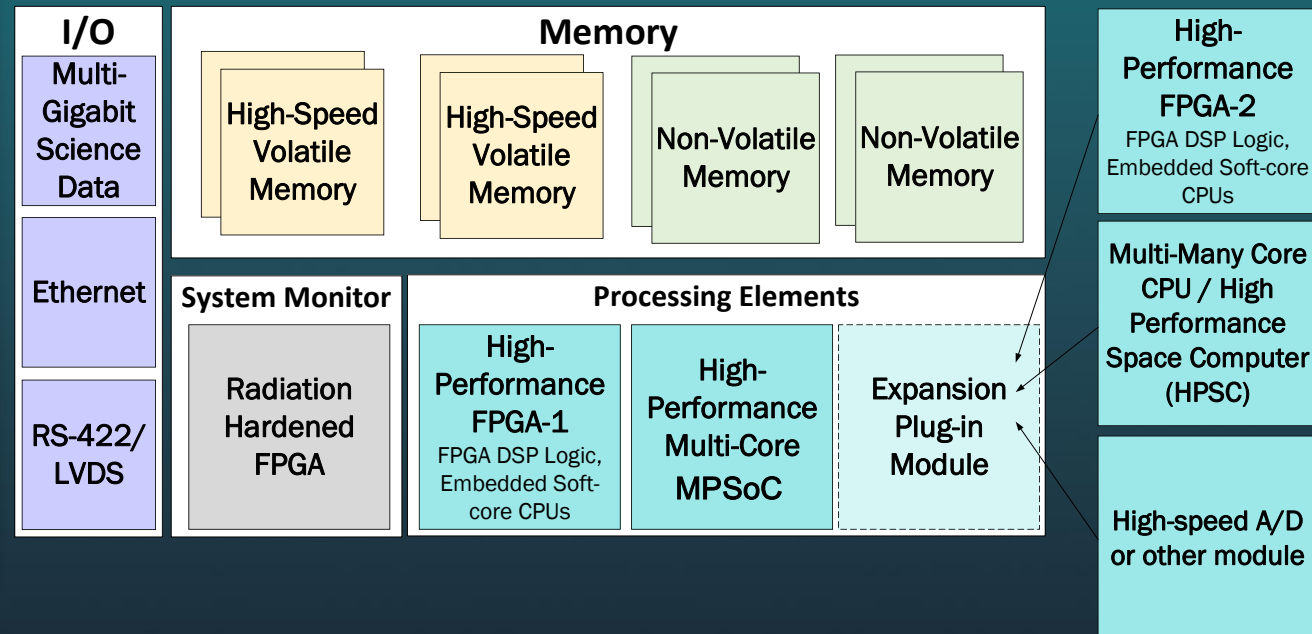 I/O
Multi-
Gigabit
Science
Data
Ethernet
RS-422/
LVDS
Memory
High-Speed
Volatile
Memory
High-Speed
Volatile
Memory
Non-Volatile
Memory
Non-Volatile
Memory
System Monitor
Radiation
Hardened
FPGA
Processing Elements
High-
Performance
FPGA-1
FPGA DSP Logic,
Embedded Soft-
core CPUs
High-
Performance
Multi-Core
MPSoC
Expansion
Plug-in
Module
High-
Performance
FPGA-2
FPGA DSP Logic,
Embedded Soft-core
CPUs
Multi-Many Core
CPU / High
Performance
Space Computer
(HPSC)
High-speed A/D
or other module